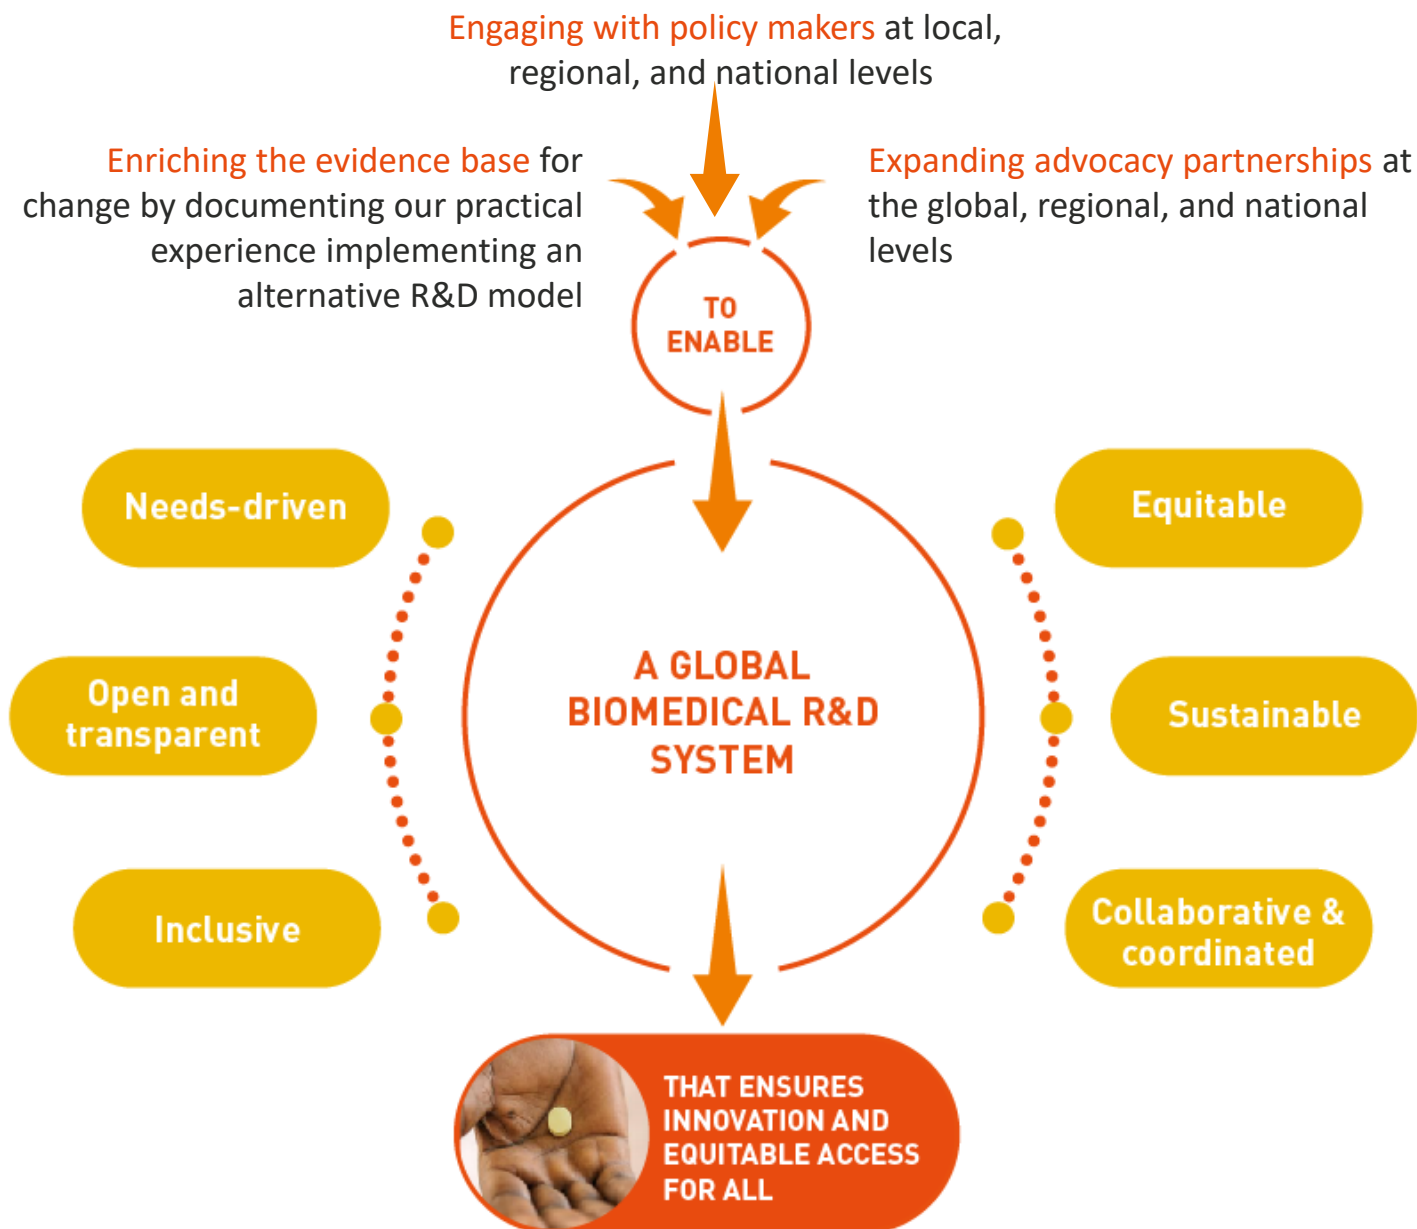 Engaging with policy makers at local,
regional, and national levels
Enriching the evidence base for
change by documenting our practical
experience implementing an
alternative R&D model
Expanding advocacy partnerships at
the global, regional, and national
levels
TO
ENABLE
Needs-driven
Open and
transparent
Inclusive
A GLOBAL
BIOMEDICAL R&D
SYSTEM
Equitable
Sustainable
Collaborative &
coordinated
THAT ENSURES
INNOVATION AND
EQUITABLE ACCESS
FOR ALL